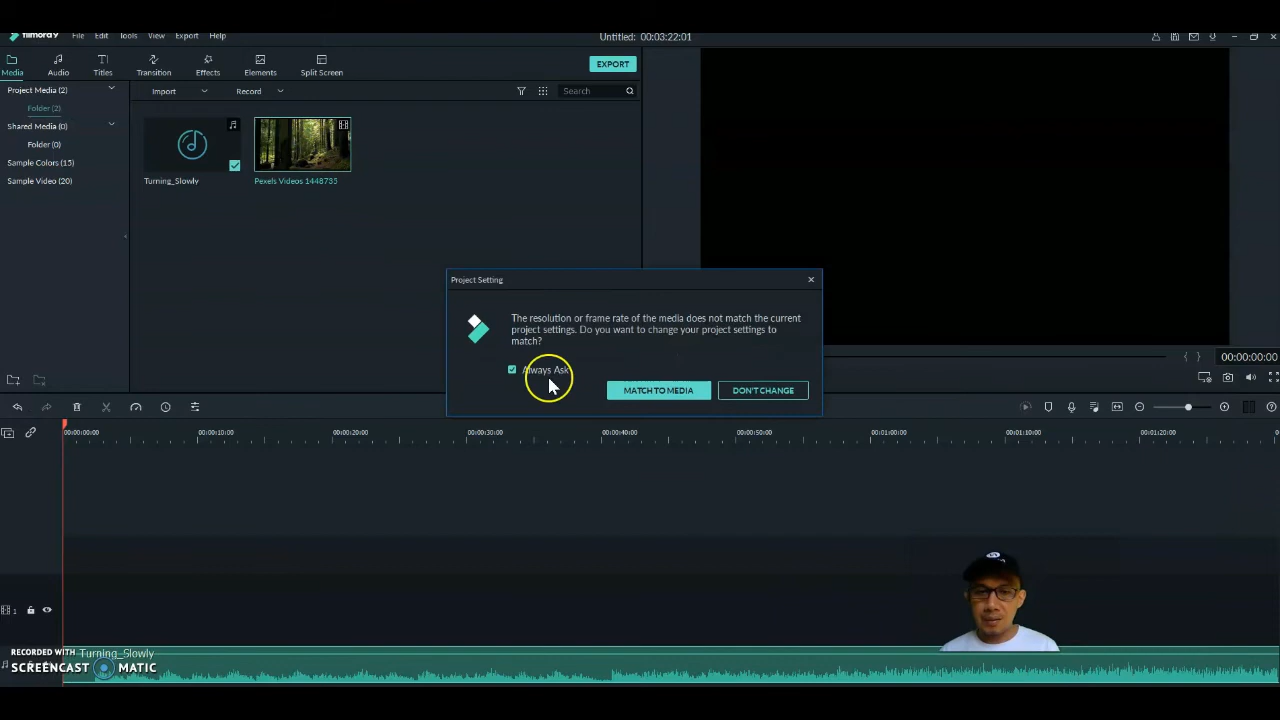 filmora9
File Edit Tools View Export Help
Untitled: 00:03:22:01
Media Audio Titles Transition Effects Elements Split Screen
EXPORT
Project Media (2)
Import Record Search
Folder (2)
Shared Media (0)
Folder (0)
Sample Colors (15)
Sample Video (20)
Turning_Slowly Pexels Videos 1448735
Project Setting
The resolution or frame rate of the media does not match the current
project settings. Do you want to change your project settings to
match?
Always Ask
MATCH TO MEDIA DON'T CHANGE
00:00:00:00
00:00:00:00 00:00:10:00 00:00:20:00 00:00:30:00 00:00:40:00 00:00:50:00 00:01:00:00 00:01:10:00 00:01:20:00
1
Turning_Slowly
RECORDED WITH
SCREENCAST MATIC